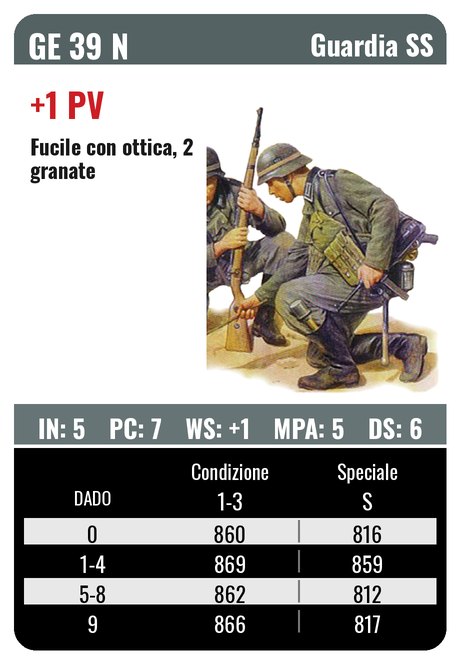 GE 39 N
Guardia SS
+1 PV
Fucile con ottica, 2
granate
IN: 5 PC: 7 WS: +1 MPA: 5 DS: 6
Condizione Speciale
DADO 1-3 S
0 860 816
1-4 869 859
5-8 862 812
9 866 817